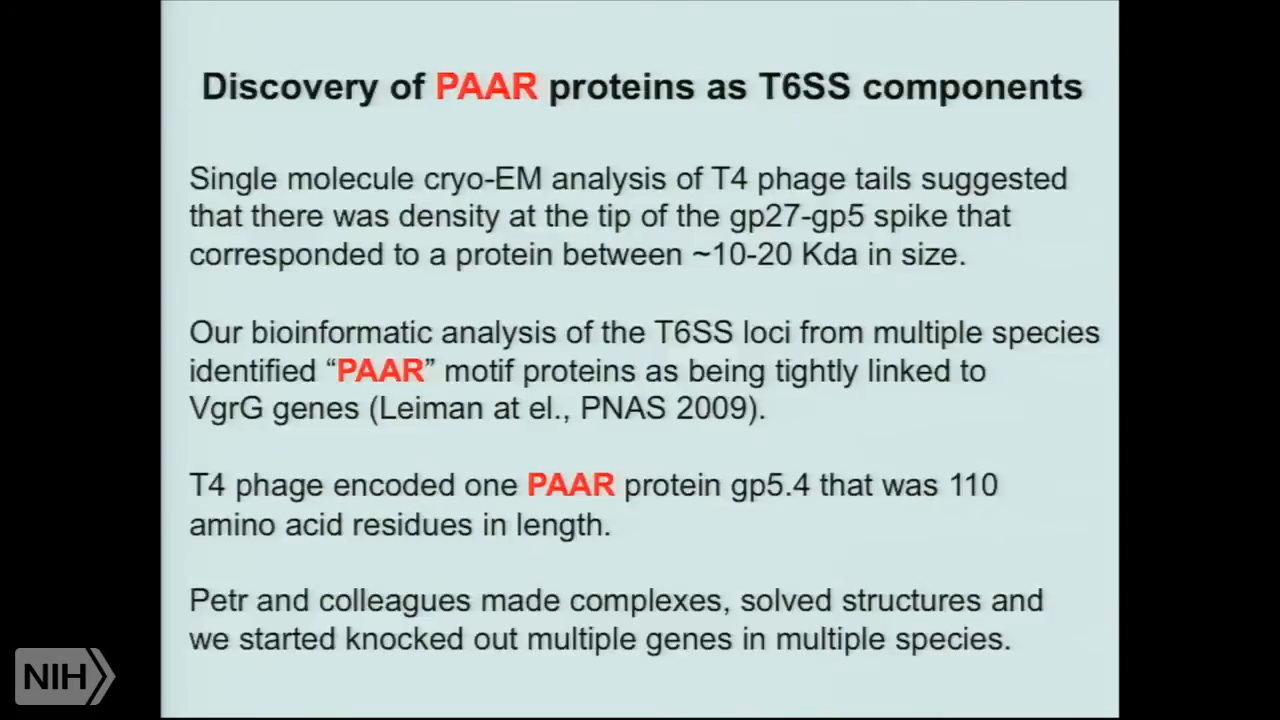 Discovery of PAAR proteins as T6SS components
Single molecule cryo-EM analysis of T4 phage tails suggested
that there was density at the tip of the gp27-gp5 spike that
corresponded to a protein between ~10-20 Kda in size.
Our bioinformatic analysis of the T6SS loci from multiple species
identified “PAAR” motif proteins as being tightly linked to
VgrG genes (Leiman at el., PNAS 2009).
T4 phage encoded one PAAR protein gp5.4 that was 110
amino acid residues in length.
Petr and colleagues made complexes, solved structures and
we started knocked out multiple genes in multiple species.
NIH